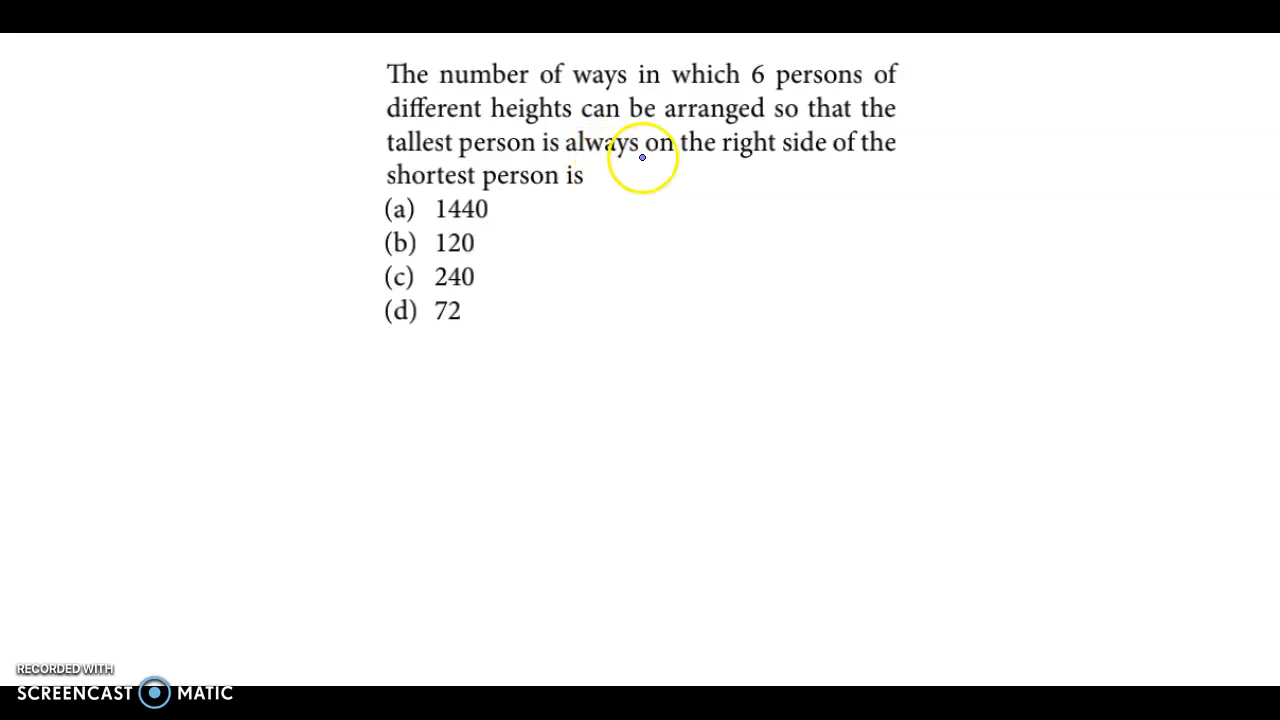 The number of ways in which 6 persons of
different heights can be arranged so that the
tallest person is always on the right side of the
shortest person is
(a) 1440
(b) 120
(c) 240
(d) 72
RECORDED WITH
SCREENCAST MATIC